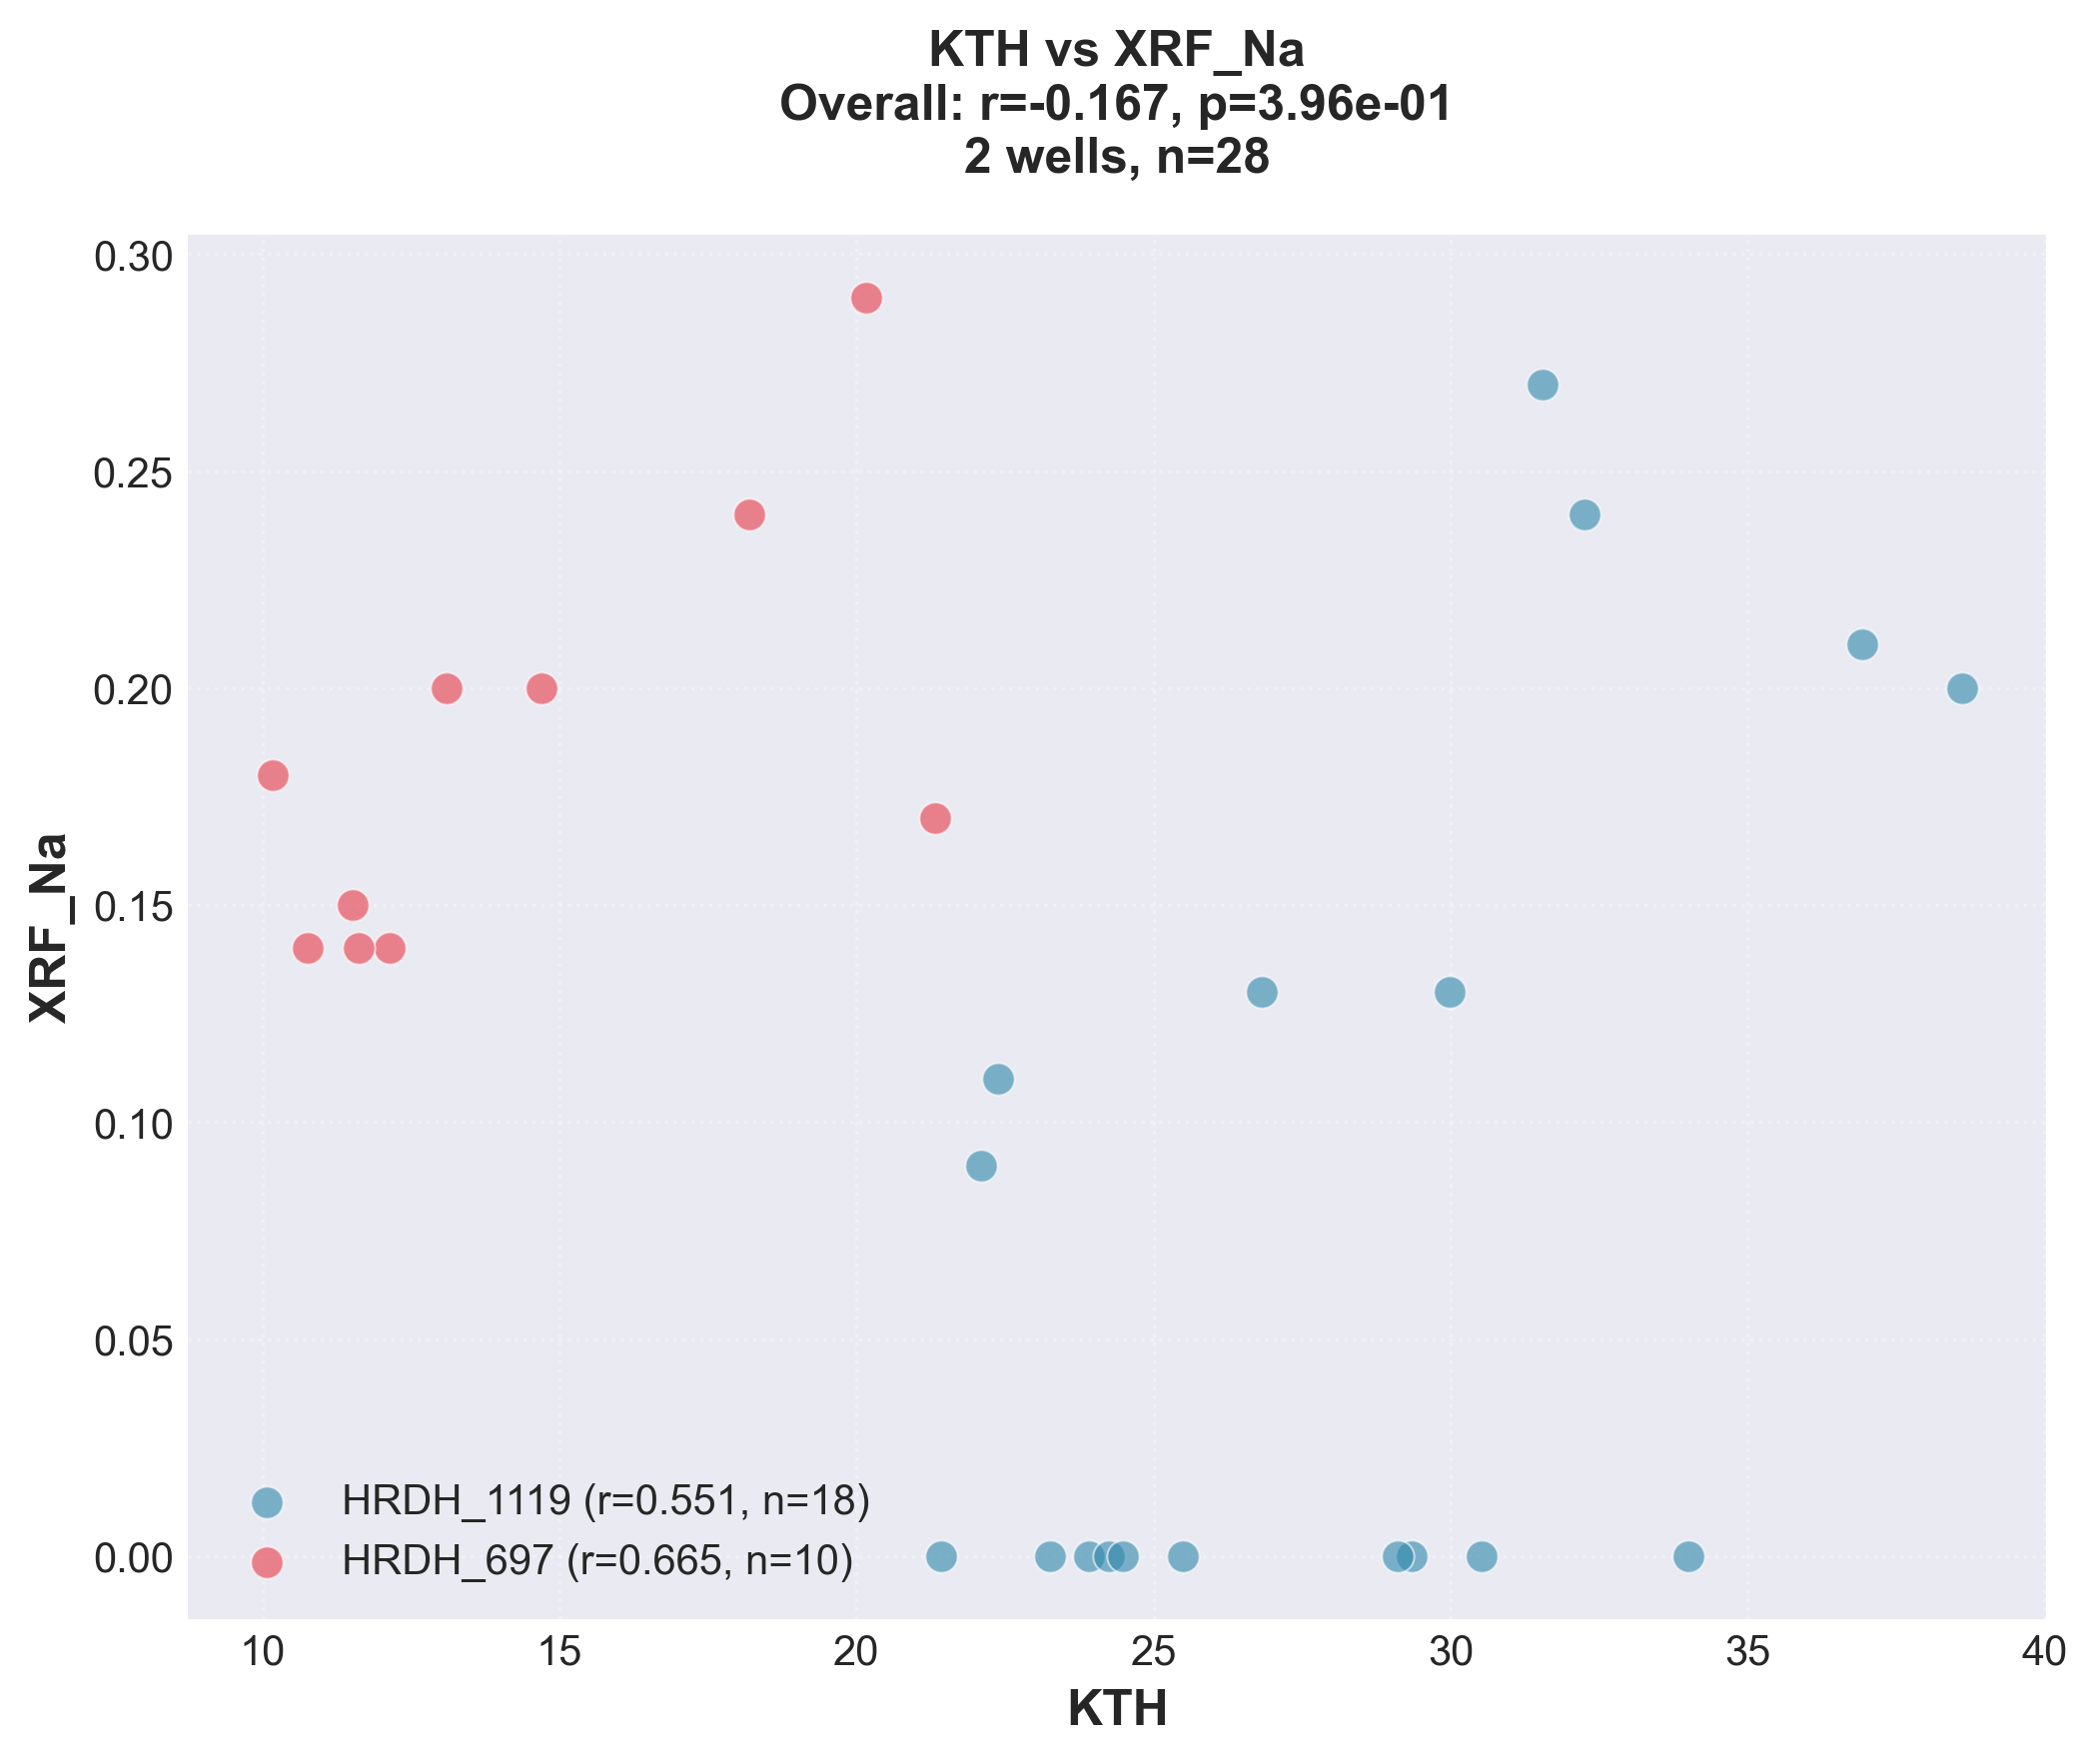 KTH vs XRF_Na
Overall: r=-0.167, p=3.96e-01
2 wells, n=28
0.30
0.25
0.20
0.15
0.10
0.05
0.00
XRF_Na
HRDH_1119 (r=0.551, n=18)
HRDH_697 (r=0.665, n=10)
10 15 20 25 30 35 40
KTH